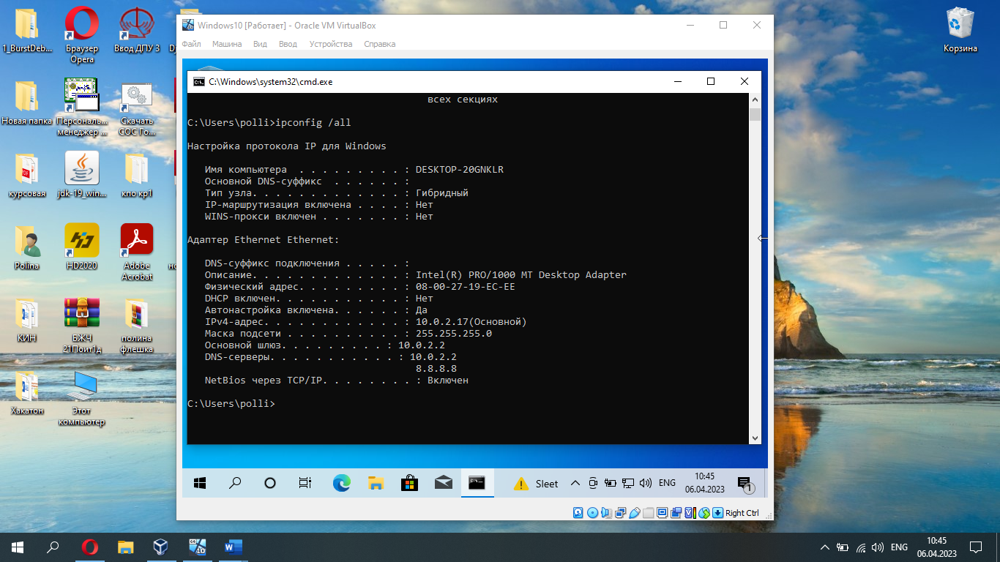 1_BurstDeb...
Браузер Opera
Ввод ДПУ 3
Корзина
Новая папка
Персональ... менеджер ...
Скачать СОС Го...
курсовая
jdk-19_win...
кпо кр1
Polina
HD2020
Adobe Acrobat
КИН
БЖЧ 21Поит1д
полина флешка
Хакатон
Этот компьютер
Windows10 [Работает] - Oracle VM VirtualBox
Файл Машина Вид Ввод Устройства Справка
C:\Windows\system32\cmd.exe
всех секциях
C:\Users\polli>ipconfig /all
Настройка протокола IP для Windows
Имя компьютера . . . . . . . . . : DESKTOP-20GNKLR
Основной DNS-суффикс . . . . . . :
Тип узла. . . . . . . . . . . . . : Гибридный
IP-маршрутизация включена . . . . : Нет
WINS-прокси включен . . . . . . . : Нет
Адаптер Ethernet Ethernet:
DNS-суффикс подключения . . . . . :
Описание. . . . . . . . . . . . . : Intel(R) PRO/1000 MT Desktop Adapter
Физический адрес. . . . . . . . . : 08-00-27-19-EC-EE
DHCP включен. . . . . . . . . . . : Нет
Автонастройка включена. . . . . . : Да
IPv4-адрес. . . . . . . . . . . . : 10.0.2.17(Основной)
Маска подсети . . . . . . . . . . : 255.255.255.0
Основной шлюз. . . . . . . . . : 10.0.2.2
DNS-серверы. . . . . . . . . . . : 10.0.2.2
8.8.8.8
NetBios через TCP/IP. . . . . . . . : Включен
C:\Users\polli>
Sleet
ENG
10:45
06.04.2023
1
Right Ctrl
ENG
10:45
06.04.2023